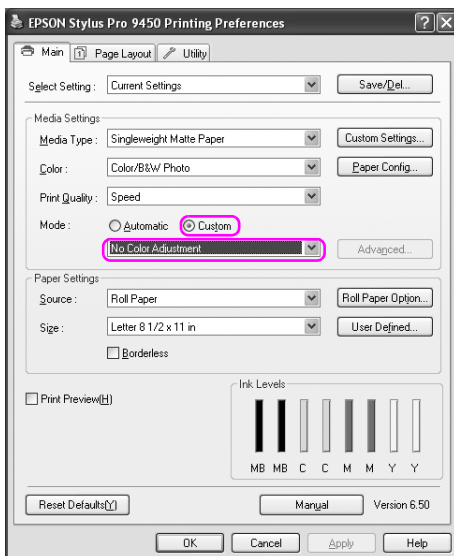 EPSON Stylus Pro 9450 Printing Preferences
Main Page Layout Utility
Select Setting : Current Settings Save/Del...
Media Settings
Media Type : Singleweight Matte Paper Custom Settings...
Color : Color/B&W Photo Paper Config...
Print Quality : Speed
Mode : Automatic Custom
No Color Adjustment Advanced...
Paper Settings
Source : Roll Paper Roll Paper Option...
Size : Letter 8 1/2 x 11 in User Defined...
Borderless
Print Preview(H)
Ink Levels
MB MB C C M M Y Y
Reset Defaults(Y) Manual Version 6.50
OK Cancel Apply Help